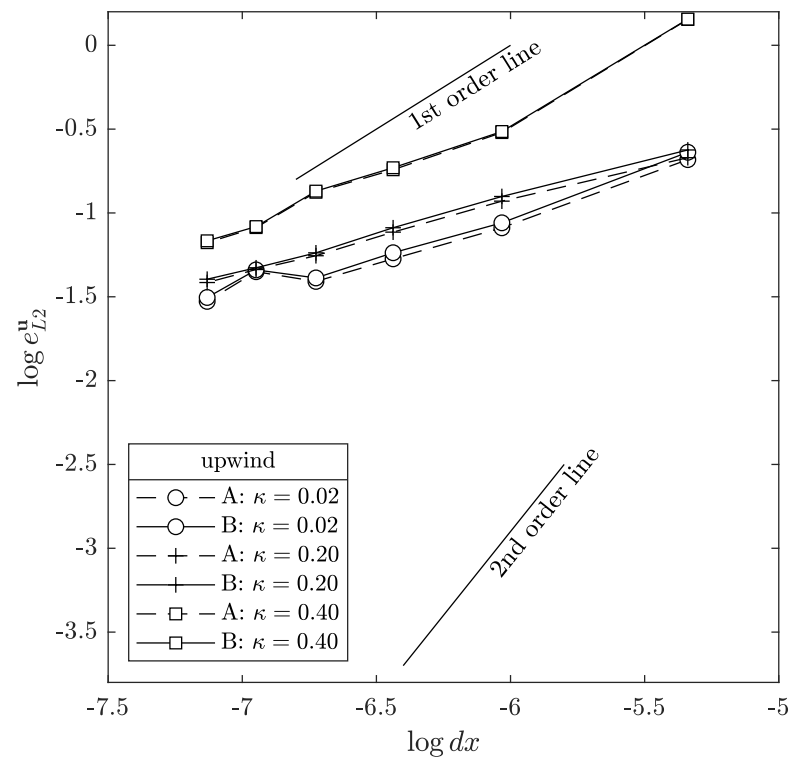 0
-0.5
-1
-1.5
-2
-2.5
-3
-3.5
log e^u_{L2}
1st order line
2nd order line
upwind
A: κ = 0.02
B: κ = 0.02
A: κ = 0.20
B: κ = 0.20
A: κ = 0.40
B: κ = 0.40
-7.5 -7 -6.5 -6 -5.5 -5
log dx